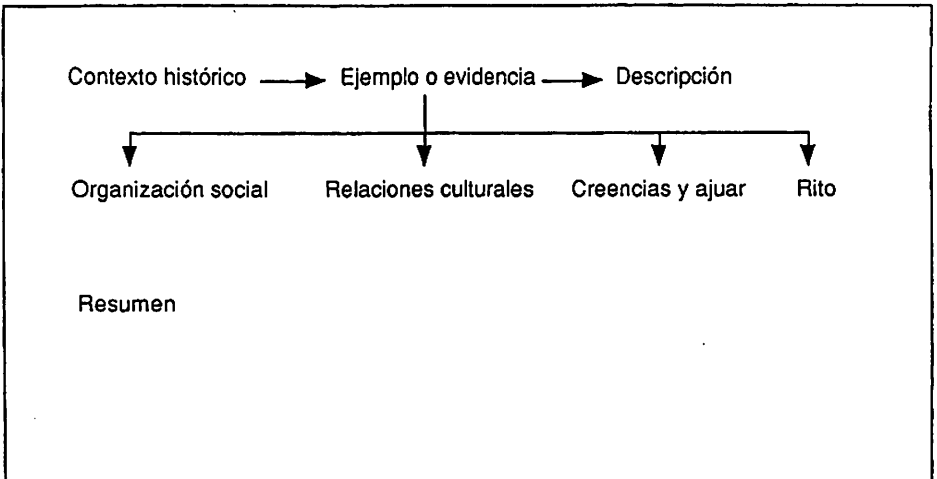 Contexto histórico Ejemplo o evidencia Descripción
Organización social Relaciones culturales Creencias y ajuar Rito
Resumen